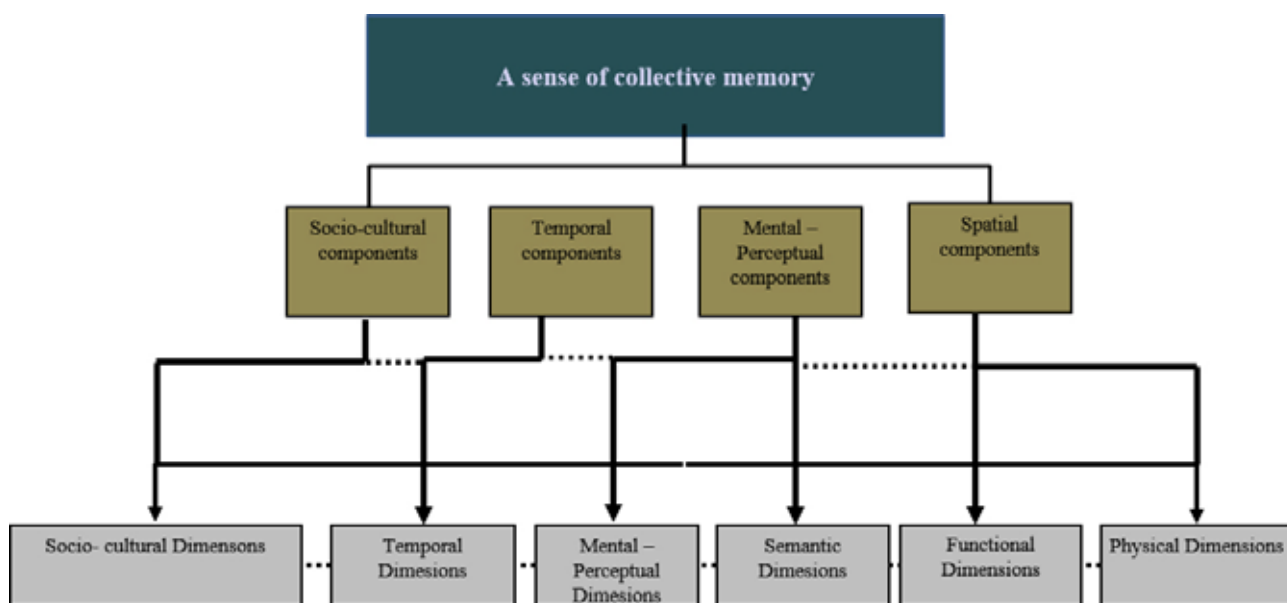 A sense of collective memory
Socio-cultural
components
Temporal
components
Mental –
Perceptual
components
Spatial
components
Socio- cultural Dimensons
Temporal
Dimesions
Mental –
Perceptual
Dimesions
Semantic
Dimesions
Functional
Dimensions
Physical Dimensions